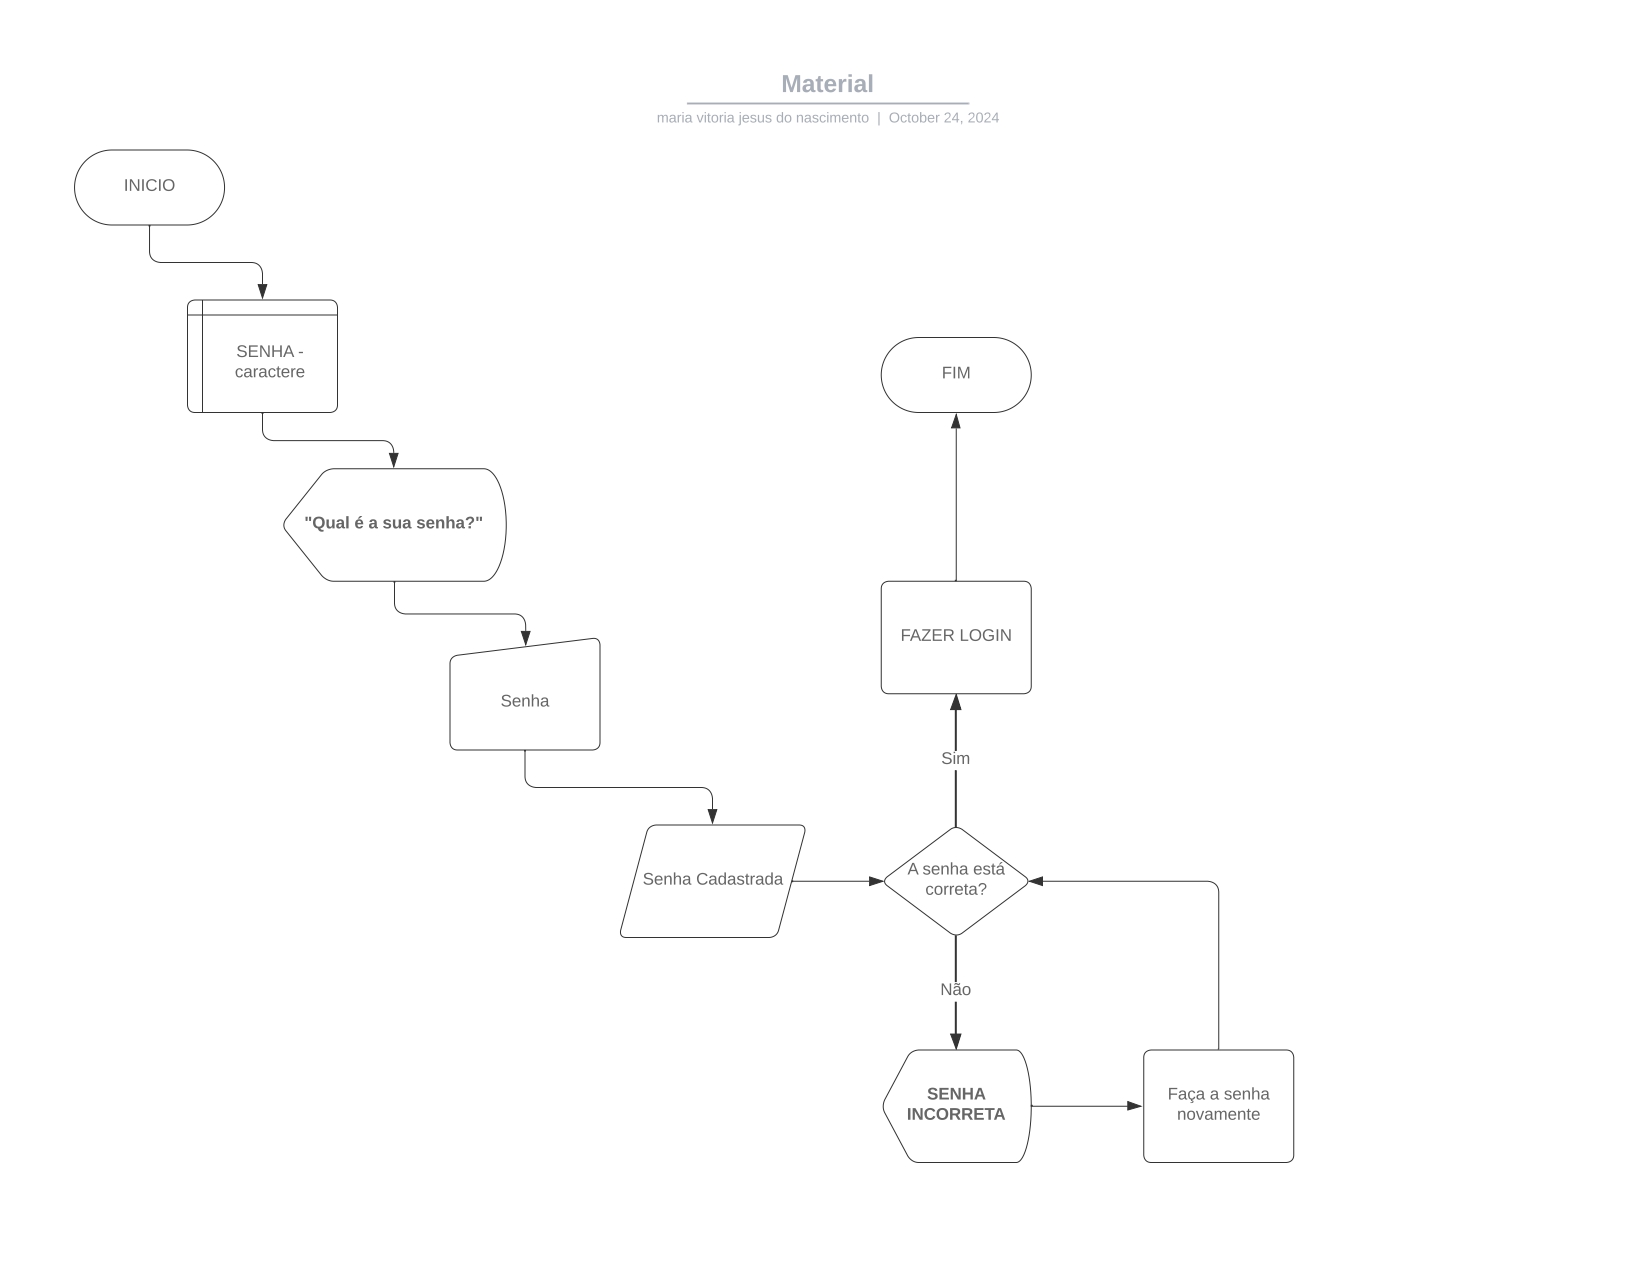 Material
maria vitoria jesus do nascimento | October 24, 2024
INICIO
SENHA -
caractere
"Qual é a sua senha?"
Senha
Senha Cadastrada
A senha está
correta?
Sim
FAZER LOGIN
FIM
Não
SENHA
INCORRETA
Faça a senha
novamente